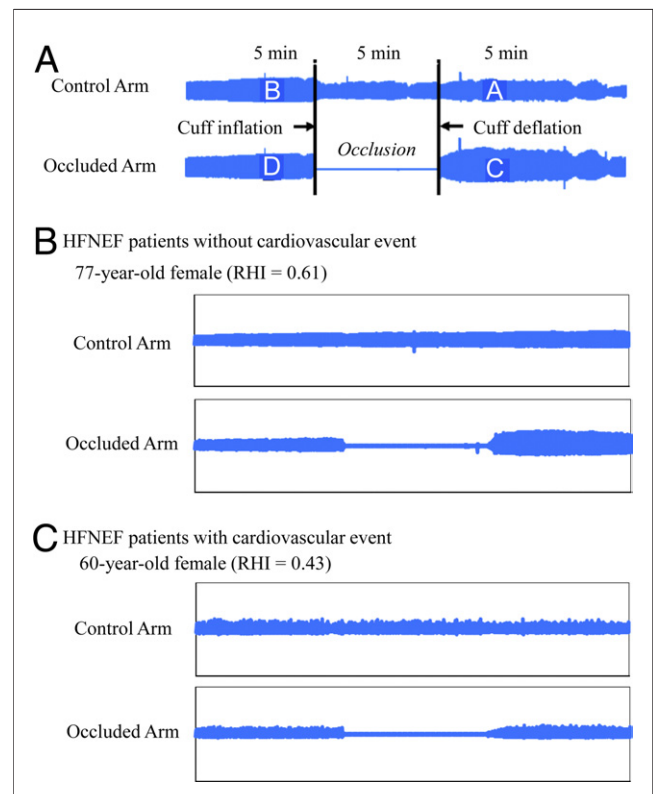 A
5 min 5 min 5 min
Control Arm B A
Cuff inflation Cuff deflation
Occlusion
Occluded Arm D C
B HFNEF patients without cardiovascular event
77-year-old female (RHI = 0.61)
Control Arm
Occluded Arm
C HFNEF patients with cardiovascular event
60-year-old female (RHI = 0.43)
Control Arm
Occluded Arm